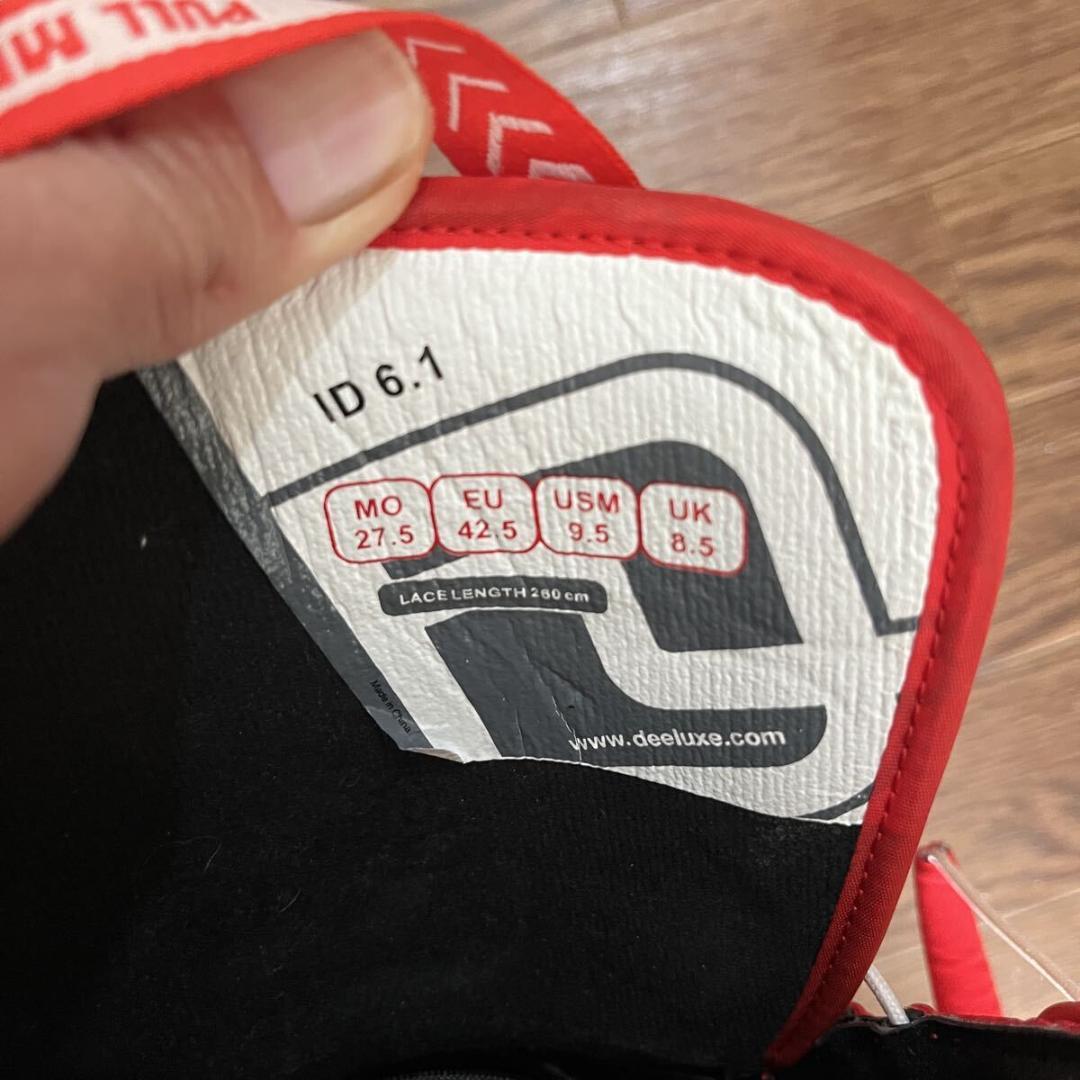 PULL
ID 6.1
MO EU USM UK
27.5 42.5 9.5 8.5
LACE LENGTH 260 cm
Made in China
www.deeluxe.com